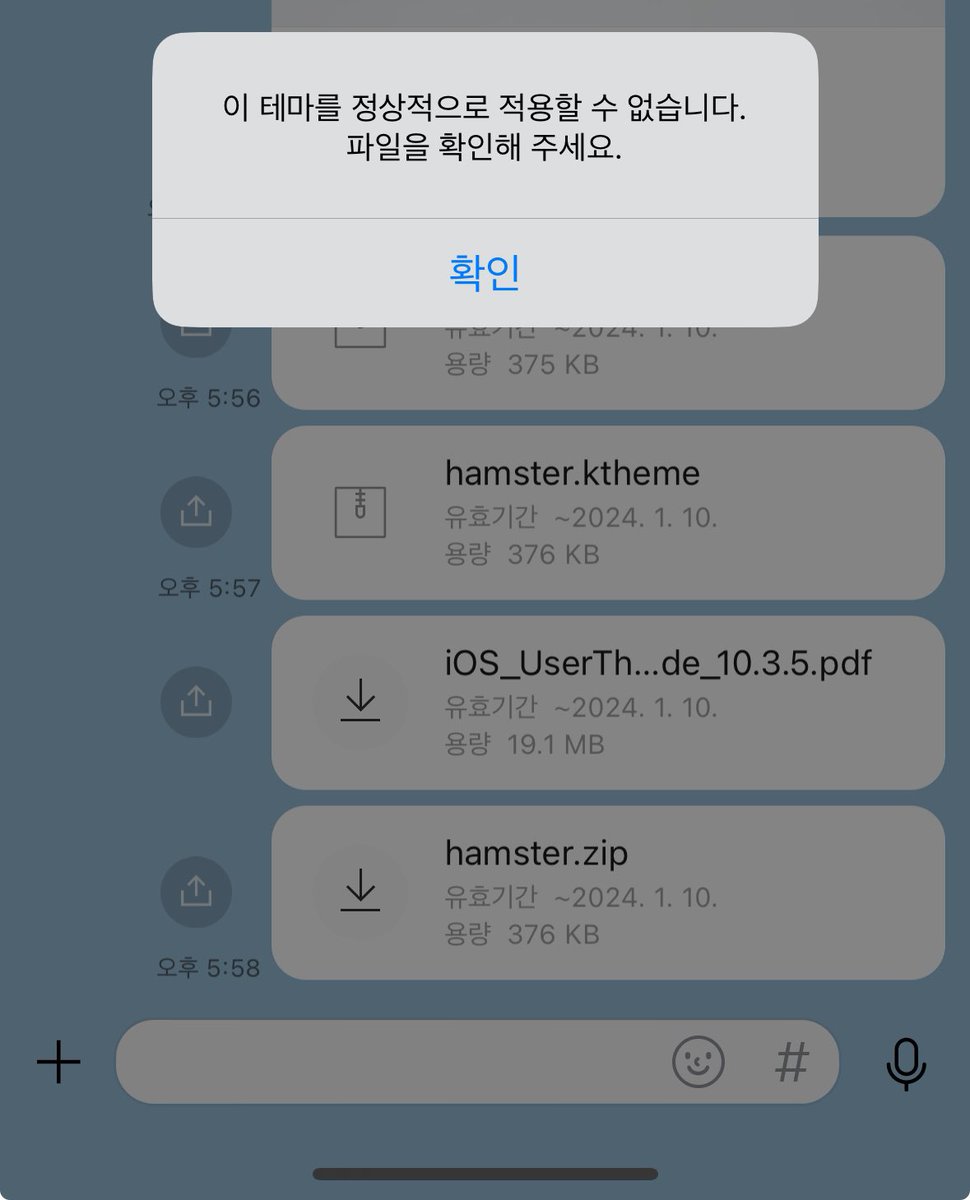 이 테마를 정상적으로 적용할 수 없습니다.
파일을 확인해 주세요.
확인
유효기간 ~2024. 1. 10.
용량 375 KB
오후 5:56
hamster.ktheme
유효기간 ~2024. 1. 10.
용량 376 KB
오후 5:57
iOS_UserTh...de_10.3.5.pdf
유효기간 ~2024. 1. 10.
용량 19.1 MB
hamster.zip
유효기간 ~2024. 1. 10.
용량 376 KB
오후 5:58
#